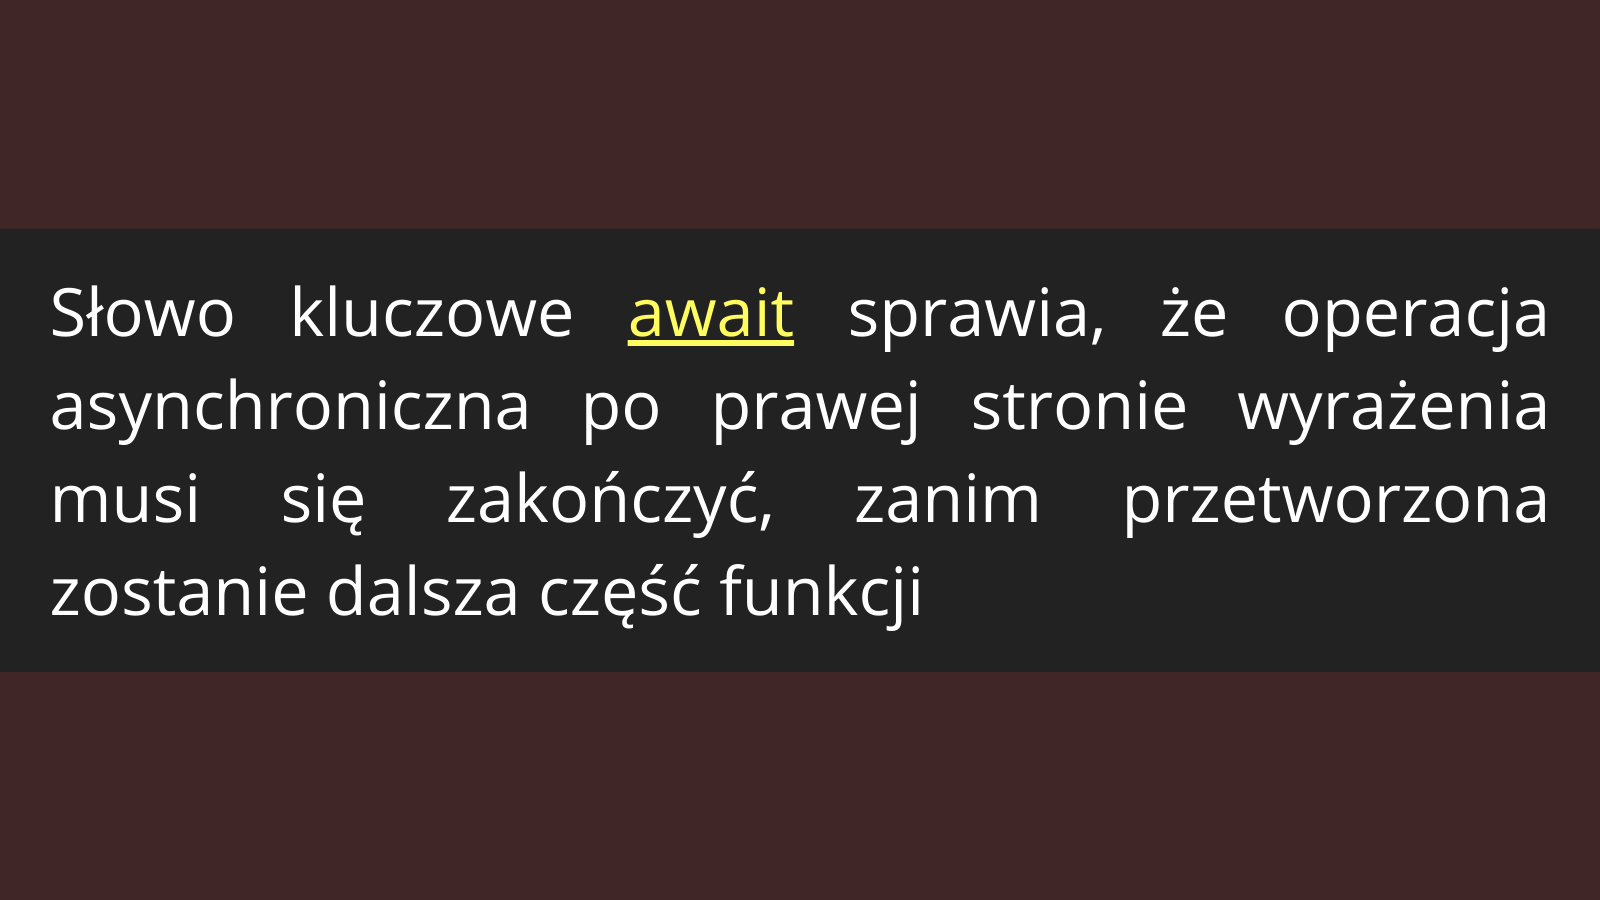 Słowo kluczowe await sprawia, że operacja
asynchroniczna po prawej stronie wyrażenia
musi się zakończyć, zanim przetworzona
zostanie dalsza część funkcji